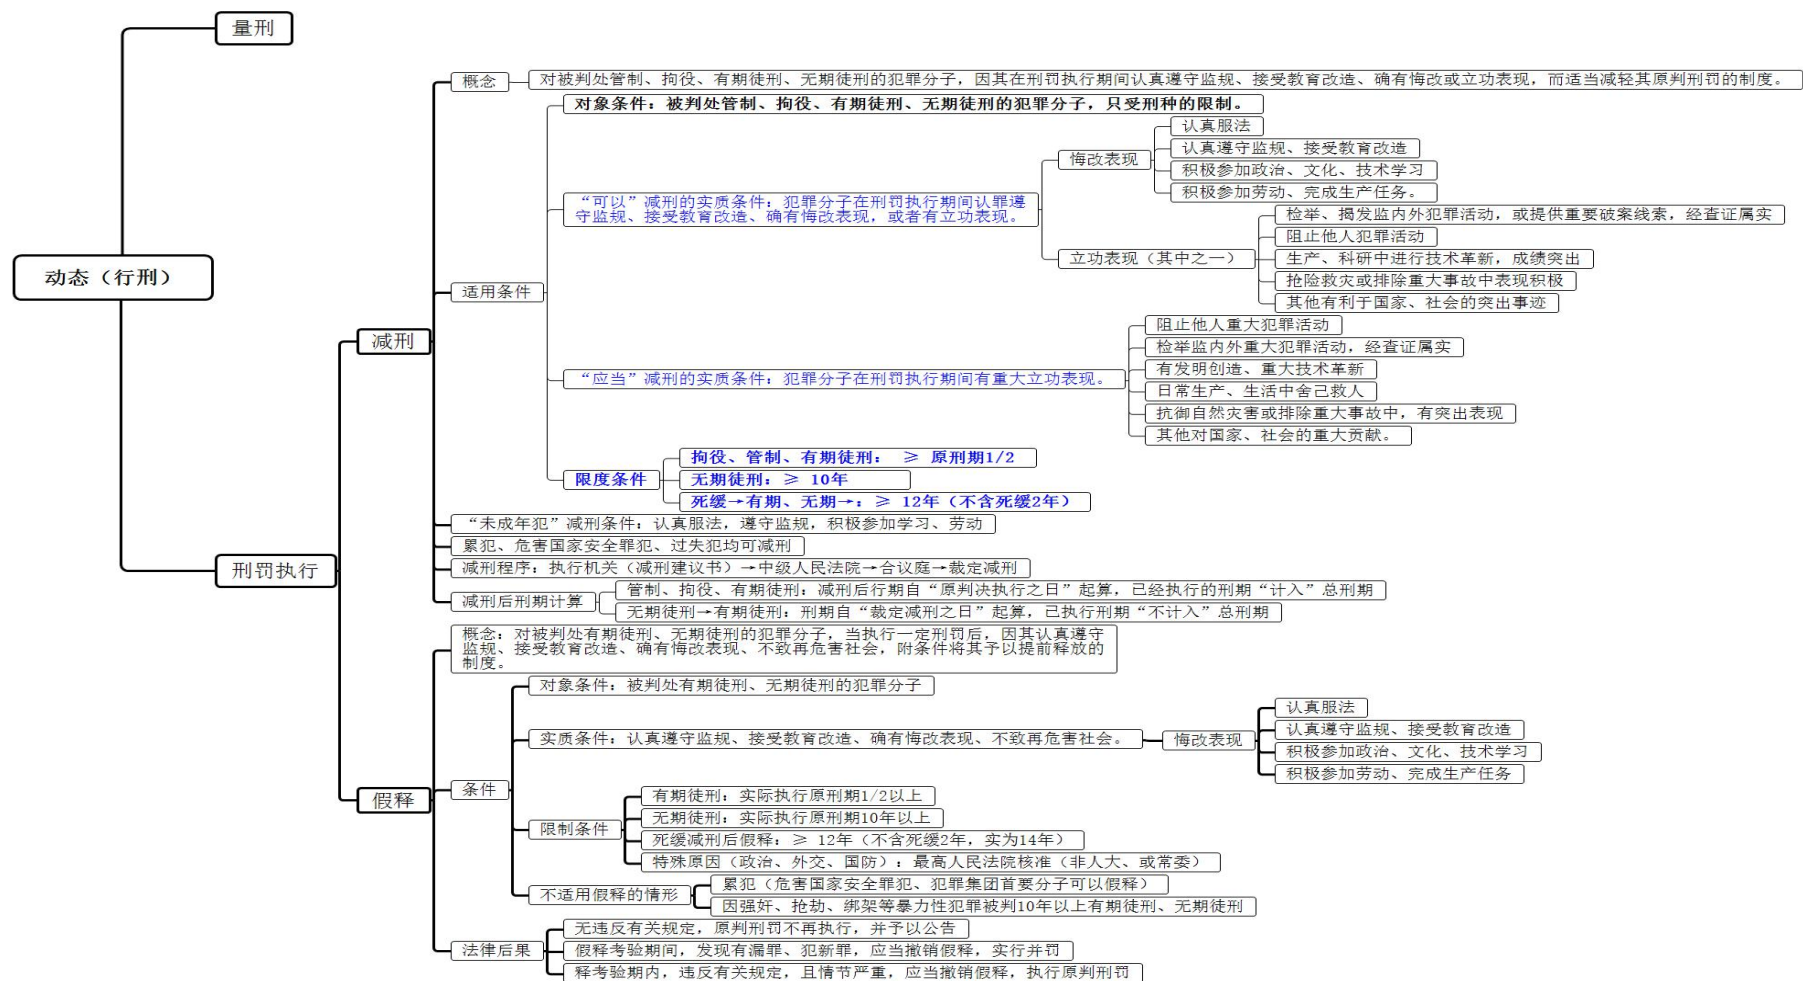 量刑
动态（行刑）
刑罚执行
减刑
概念
对被判处管制、拘役、有期徒刑、无期徒刑的犯罪分子，因其在刑罚执行期间认真遵守监规、接受教育改造、确有悔改或立功表现，而适当减轻其原判刑罚的制度。
适用条件
对象条件：被判处管制、拘役、有期徒刑、无期徒刑的犯罪分子，只受刑种的限制。
“可以”减刑的实质条件：犯罪分子在刑罚执行期间认罪遵
守监规、接受教育改造、确有悔改表现，或者有立功表现。
悔改表现
认真服法
认真遵守监规、接受教育改造
积极参加政治、文化、技术学习
积极参加劳动、完成生产任务。
立功表现（其中之一）
检举、揭发监内外犯罪活动，或提供重要破案线索，经查证属实
阻止他人犯罪活动
生产、科研中进行技术革新，成绩突出
抢险救灾或排除重大事故中表现积极
其他有利于国家、社会的突出事迹
“应当”减刑的实质条件：犯罪分子在刑罚执行期间有重大立功表现。
阻止他人重大犯罪活动
检举监内外重大犯罪活动，经查证属实
有发明创造、重大技术革新
日常生产、生活中舍己救人
抗御自然灾害或排除重大事故中，有突出表现
其他对国家、社会的重大贡献。
限度条件
拘役、管制、有期徒刑： ≥ 原刑期1/2
无期徒刑：≥ 10年
死缓→有期、无期→：≥ 12年（不含死缓2年）
“未成年犯”减刑条件：认真服法，遵守监规，积极参加学习、劳动
累犯、危害国家安全罪犯、过失犯均可减刑
减刑程序：执行机关（减刑建议书）→中级人民法院→合议庭→裁定减刑
减刑后刑期计算
管制、拘役、有期徒刑：减刑后行期自“原判决执行之日”起算，已经执行的刑期“计入”总刑期
无期徒刑→有期徒刑：刑期自“裁定减刑之日”起算，已执行刑期“不计入”总刑期
假释
概念：对被判处有期徒刑、无期徒刑的犯罪分子，当执行一定刑罚后，因其认真遵守
监规、接受教育改造、确有悔改表现、不致再危害社会，附条件将其予以提前释放的
制度。
条件
对象条件：被判处有期徒刑、无期徒刑的犯罪分子
实质条件：认真遵守监规、接受教育改造、确有悔改表现、不致再危害社会。
悔改表现
认真服法
认真遵守监规、接受教育改造
积极参加政治、文化、技术学习
积极参加劳动、完成生产任务
限制条件
有期徒刑：实际执行原刑期1/2以上
无期徒刑：实际执行原刑期10年以上
死缓减刑后假释：≥ 12年（不含死缓2年，实为14年）
特殊原因（政治、外交、国防）：最高人民法院核准（非人大、或常委）
不适用假释的情形
累犯（危害国家安全罪犯、犯罪集团首要分子可以假释）
因强奸、抢劫、绑架等暴力性犯罪被判10年以上有期徒刑、无期徒刑
法律后果
无违反有关规定，原判刑罚不再执行，并予以公告
假释考验期间，发现有漏罪、犯新罪，应当撤销假释，实行并罚
释考验期内，违反有关规定，且情节严重，应当撤销假释，执行原判刑罚